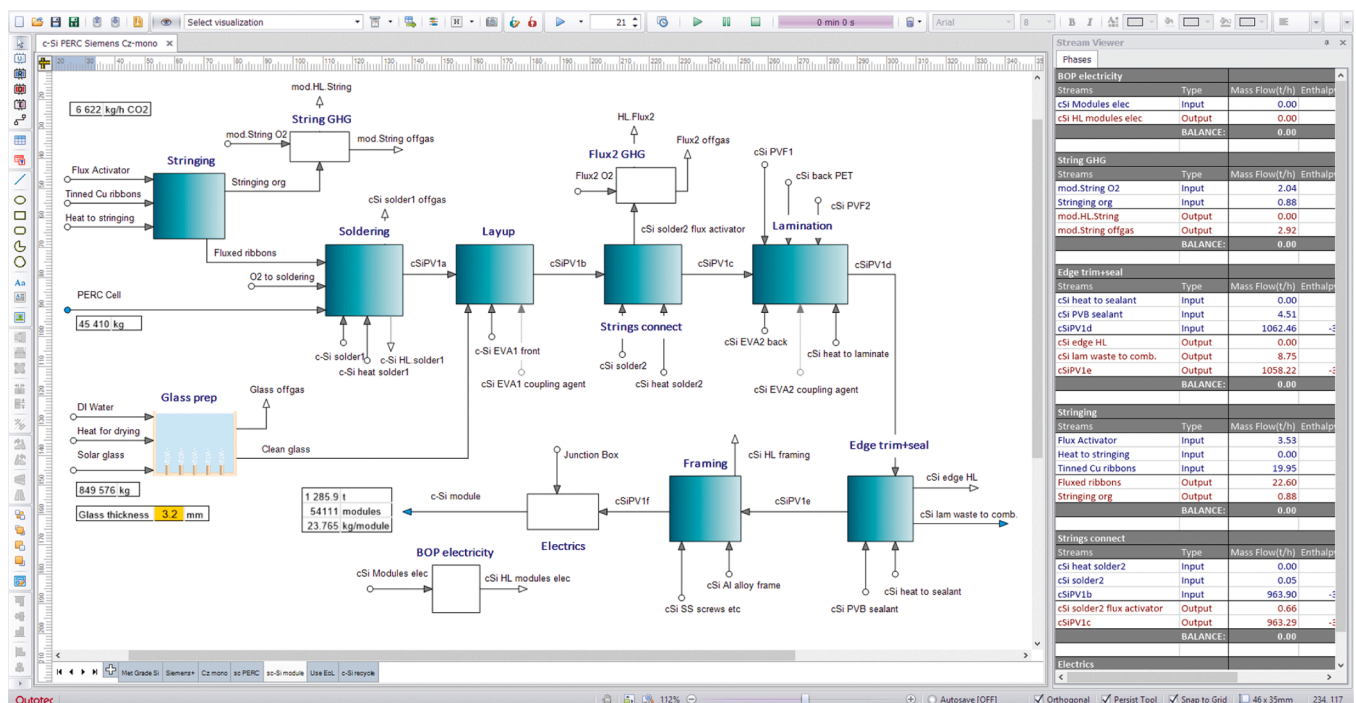 Select visualization
21
0 min 0 s
Arial
8
B I
c-Si PERC Siemens Cz-mono
Stream Viewer
Phases
6 622 kg/h CO2
mod.HL.String
String GHG
mod.String O2
mod.String offgas
Stringing
Flux Activator
Tinned Cu ribbons
Heat to stringing
Stringing org
Fluxed ribbons
HL.Flux2
Flux2 GHG
Flux2 offgas
Flux2 O2
cSi solder2 flux activator
cSi PVF1
cSi back PET
cSi PVF2
Lamination
cSi solder1 offgas
Soldering
O2 to soldering
PERC Cell
45 410 kg
cSiPV1a
Layup
cSiPV1b
cSiPV1c
cSiPV1d
Strings connect
c-Si solder1
c-Si HL.solder1
c-Si heat solder1
c-Si EVA1 front
cSi EVA1 coupling agent
cSi solder2
cSi heat solder2
cSi EVA2 back
cSi heat to laminate
cSi EVA2 coupling agent
Glass prep
Glass offgas
DI Water
Heat for drying
Solar glass
Clean glass
849 576 kg
Glass thickness 3.2 mm
1 285.9 t
54111 modules
23.765 kg/module
c-Si module
Junction Box
Electrics
cSiPV1f
Framing
cSi HL framing
cSiPV1e
Edge trim+seal
cSi edge HL
cSi lam waste to comb.
BOP electricity
cSi Modules elec
cSi HL modules elec
cSi SS screws etc
cSi Al alloy frame
cSi PVB sealant
cSi heat to sealant
BOP electricity
Streams Type Mass Flow(t/h) Enthalp
cSi Modules elec Input 0.00
cSi HL modules elec Output 0.00
BALANCE: 0.00
String GHG
Streams Type Mass Flow(t/h) Enthalp
mod.String O2 Input 2.04
Stringing org Input 0.88
mod.HL.String Output 0.00
mod.String offgas Output 2.92
BALANCE: 0.00
Edge trim+seal
Streams Type Mass Flow(t/h) Enthalp
cSi heat to sealant Input 0.00
cSi PVB sealant Input 4.51
cSiPV1d Input 1062.46
cSi edge HL Output 0.00
cSi lam waste to comb. Output 8.75
cSiPV1e Output 1058.22
BALANCE: 0.00
Stringing
Streams Type Mass Flow(t/h) Enthalp
Flux Activator Input 3.53
Heat to stringing Input 0.00
Tinned Cu ribbons Input 19.95
Fluxed ribbons Output 22.60
Stringing org Output 0.88
BALANCE: 0.00
Strings connect
Streams Type Mass Flow(t/h) Enthalp
cSi heat solder2 Input 0.00
cSi solder2 Input 0.05
cSiPV1b Input 963.90
cSi solder2 flux activator Output 0.66
cSiPV1c Output 963.29
BALANCE: 0.00
Electrics
Met Grade Si Siemens+ Cz mono sc PERC sc-Si module Use EoL c-Si recycle
Outotec
112%
Autosave [OFF]
Orthogonal
Persist Tool
Snap to Grid
46 x 35mm
234, 117